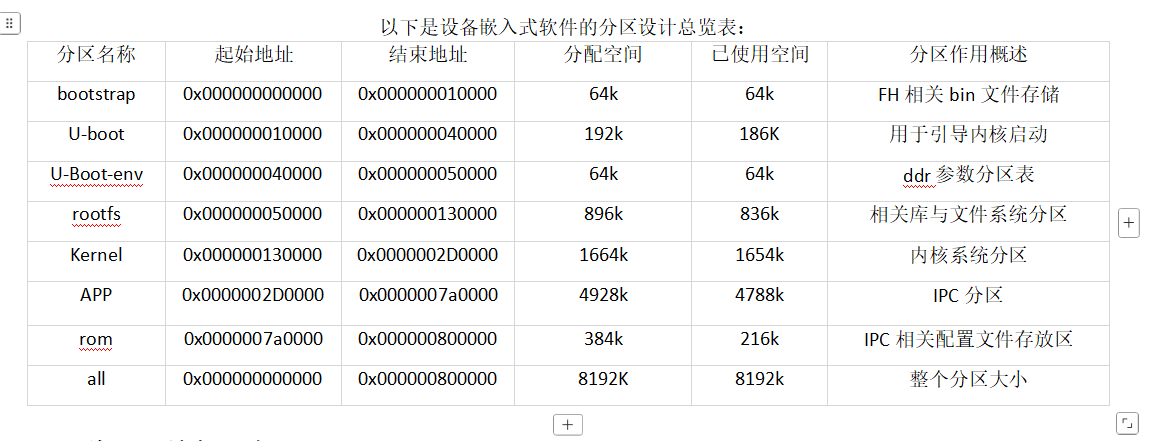 以下是设备嵌入式软件的分区设计总览表：
分区名称 起始地址 结束地址 分配空间 已使用空间 分区作用概述
bootstrap 0x000000000000 0x000000010000 64k 64k FH 相关 bin 文件存储
U-boot 0x000000010000 0x000000040000 192k 186K 用于引导内核启动
U-Boot-env 0x000000040000 0x000000050000 64k 64k ddr 参数分区表
rootfs 0x000000050000 0x000000130000 896k 836k 相关库与文件系统分区
Kernel 0x000000130000 0x0000002D0000 1664k 1654k 内核系统分区
APP 0x0000002D0000 0x0000007a0000 4928k 4788k IPC 分区
rom 0x0000007a0000 0x000000800000 384k 216k IPC 相关配置文件存放区
all 0x000000000000 0x000000800000 8192K 8192k 整个分区大小